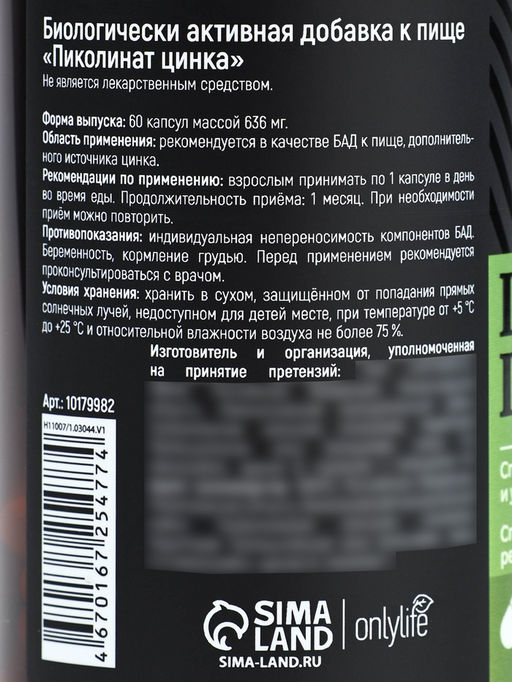 Биологически активная добавка к пище
«Пиколинат цинка»
Не является лекарственным средством.
Форма выпуска: 60 капсул массой 636 мг.
Область применения: рекомендуется в качестве БАД к пище, дополнитель-
ного источника цинка.
Рекомендации по применению: взрослым принимать по 1 капсуле в день
во время еды. Продолжительность приёма: 1 месяц. При необходимости
приём можно повторить.
Противопоказания: индивидуальная непереносимость компонентов БАД.
Беременность, кормление грудью. Перед применением рекомендуется
проконсультироваться с врачом.
Условия хранения: хранить в сухом, защищённом от попадания прямых
солнечных лучей, недоступном для детей месте, при температуре от +5 °С
до +25 °С и относительной влажности воздуха не более 75 %.
Изготовитель и организация, уполномоченная
на принятие претензий:
Арт.: 10179982
H11007/1.03044.V1
4 670167 254774
SIMA
LAND
onlylife
SIMA-LAND.RU